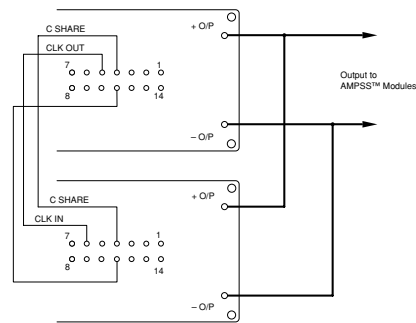 C SHARE
+ O/P
CLK OUT
7 1
8 14
Output to
AMPSS™ Modules
– O/P
C SHARE
+ O/P
CLK IN
7 1
8 14
– O/P